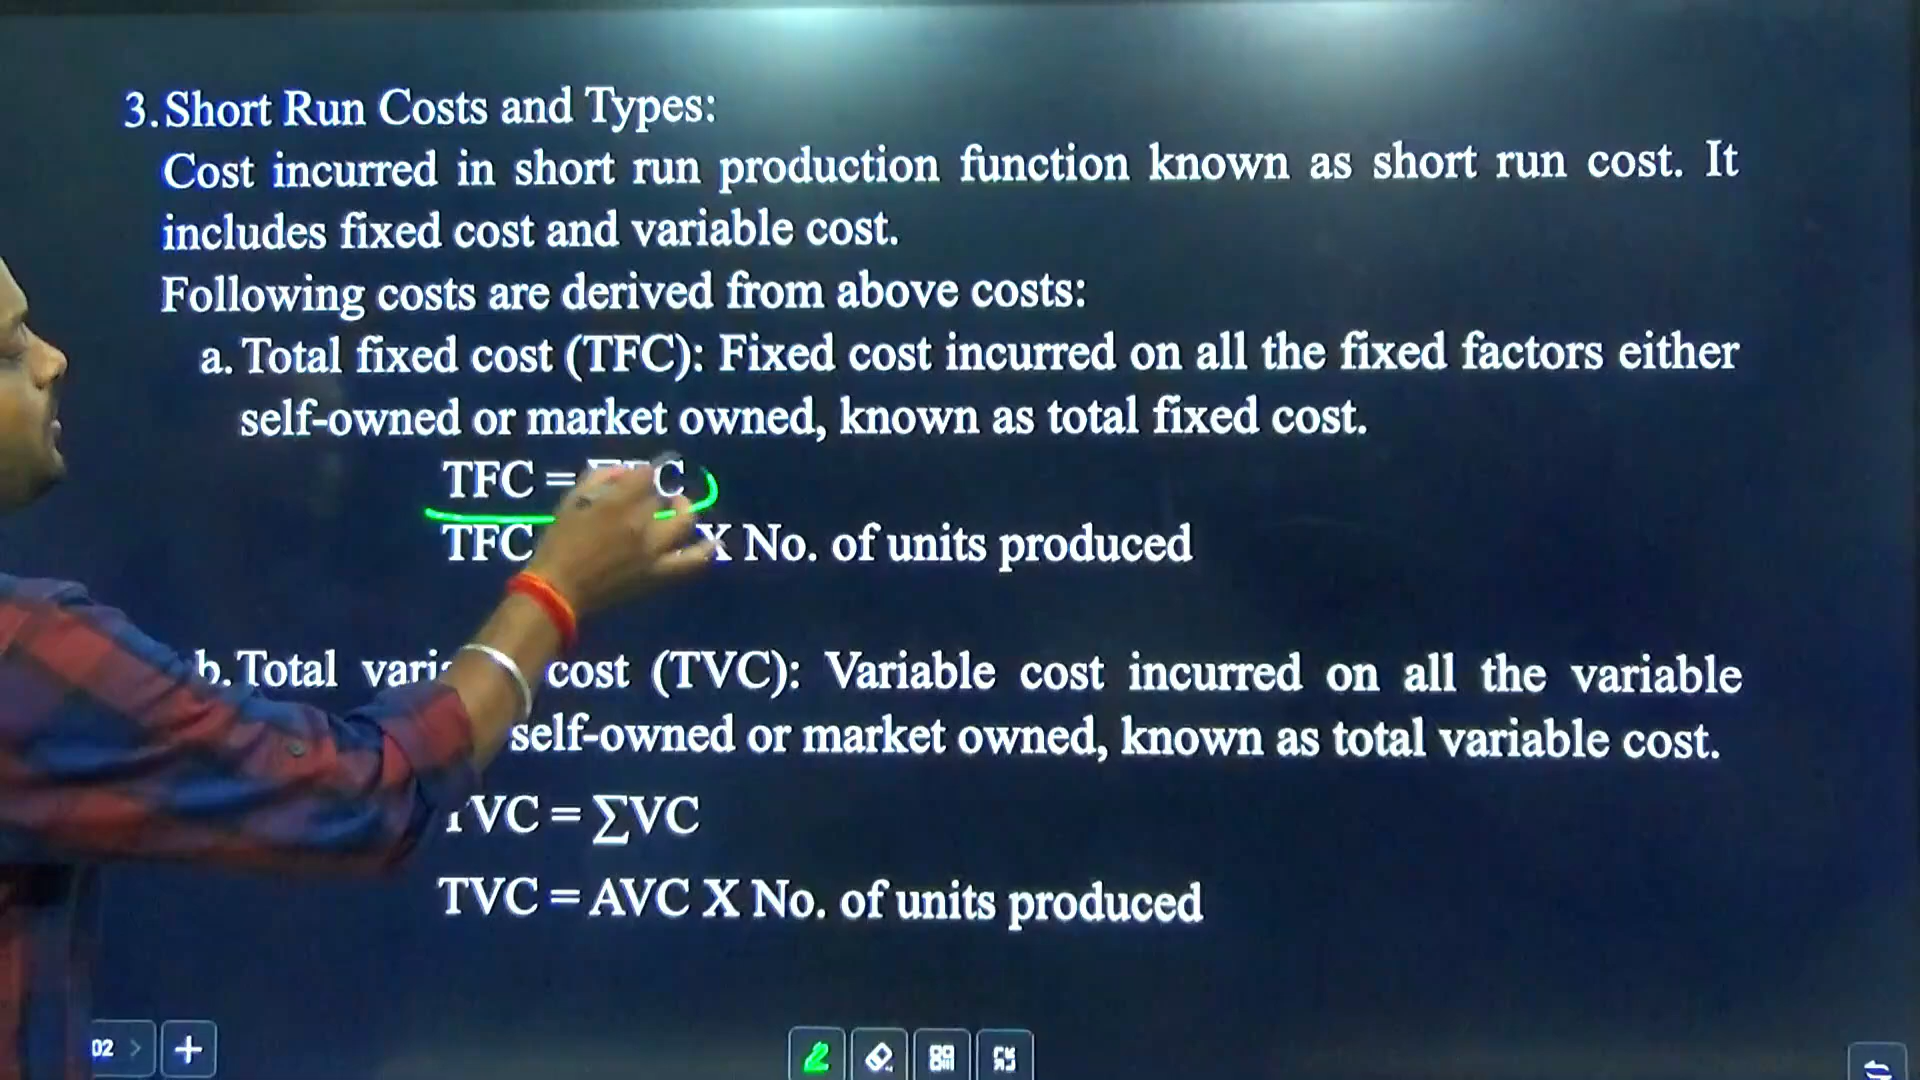 3. Short Run Costs and Types:
Cost incurred in short run production function known as short run cost. It
includes fixed cost and variable cost.
Following costs are derived from above costs:
a. Total fixed cost (TFC): Fixed cost incurred on all the fixed factors either
self-owned or market owned, known as total fixed cost.
TFC = C
TFC X No. of units produced
b. Total cost (TVC): Variable cost incurred on all the variable
self-owned or market owned, known as total variable cost.
TVC = ∑VC
TVC = AVC X No. of units produced
02